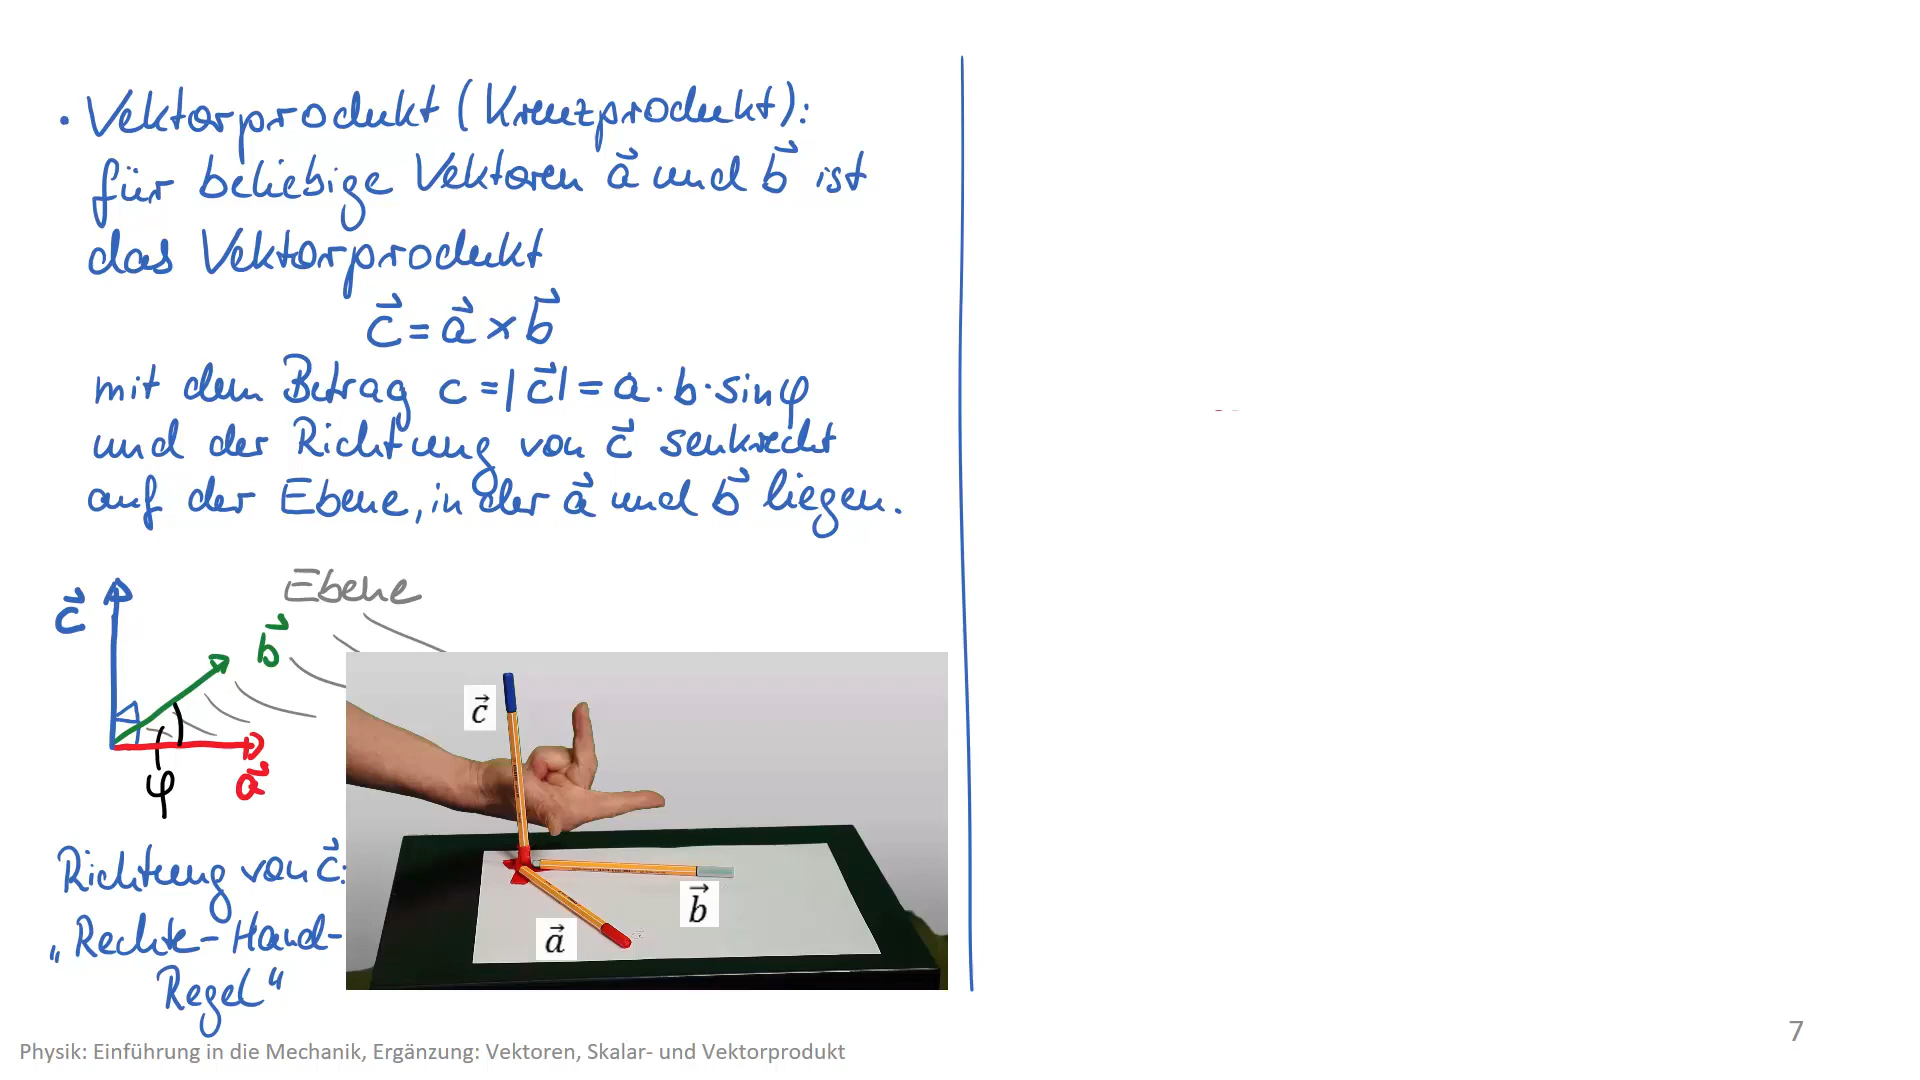 • Vektorprodukt (Kreuzprodukt):
für beliebige Vektoren a⃗ und b⃗ ist
das Vektorprodukt
c⃗ = a⃗ × b⃗
mit dem Betrag c = |c⃗| = a · b · sin φ
und der Richtung von c⃗ senkrecht
auf der Ebene, in der a⃗ und b⃗ liegen.
Ebene
c⃗
b⃗
φ
a⃗
Richtung von c⃗:
„Rechte-Hand-
Regel“
c⃗
b⃗
a⃗
Physik: Einführung in die Mechanik, Ergänzung: Vektoren, Skalar- und Vektorprodukt
7